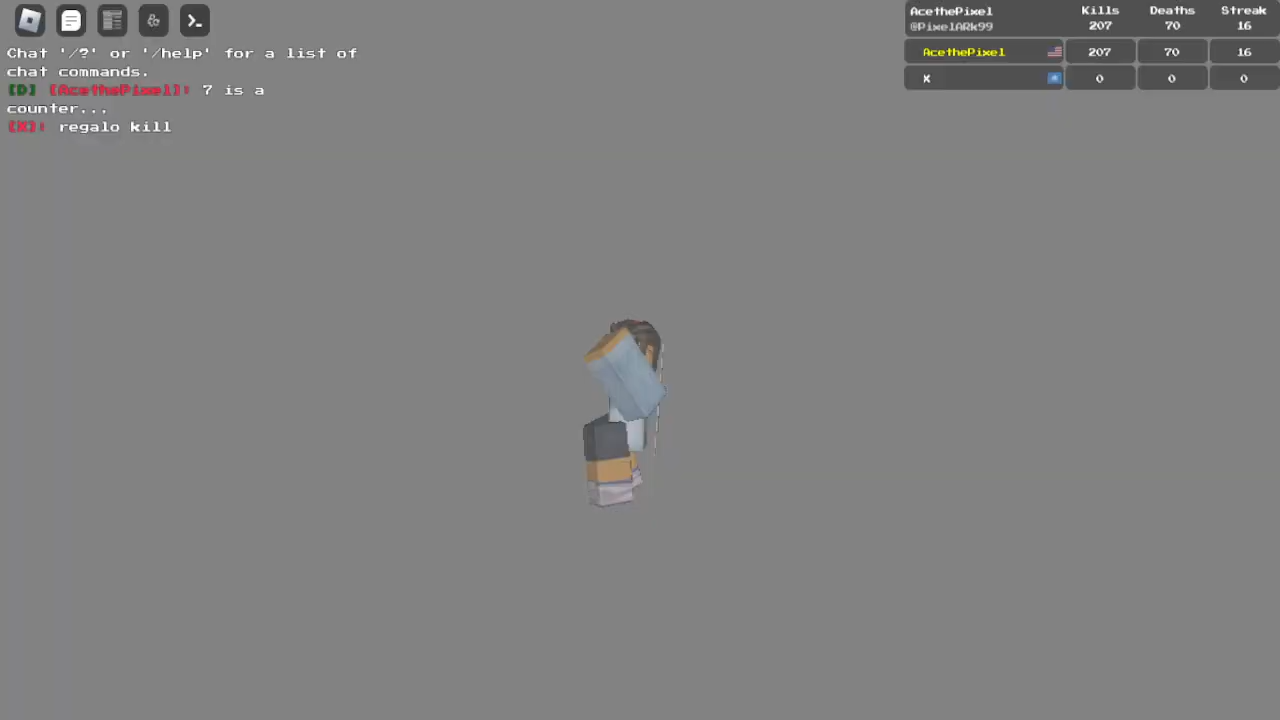 Chat '/?' or '/help' for a list of
chat commands.
[D] [AcethePixel]: 7 is a
counter...
[X]: regalo kill
AcethePixel Kills Deaths Streak
@PixelARk99 207 70 16
AcethePixel 207 70 16
X 0 0 0